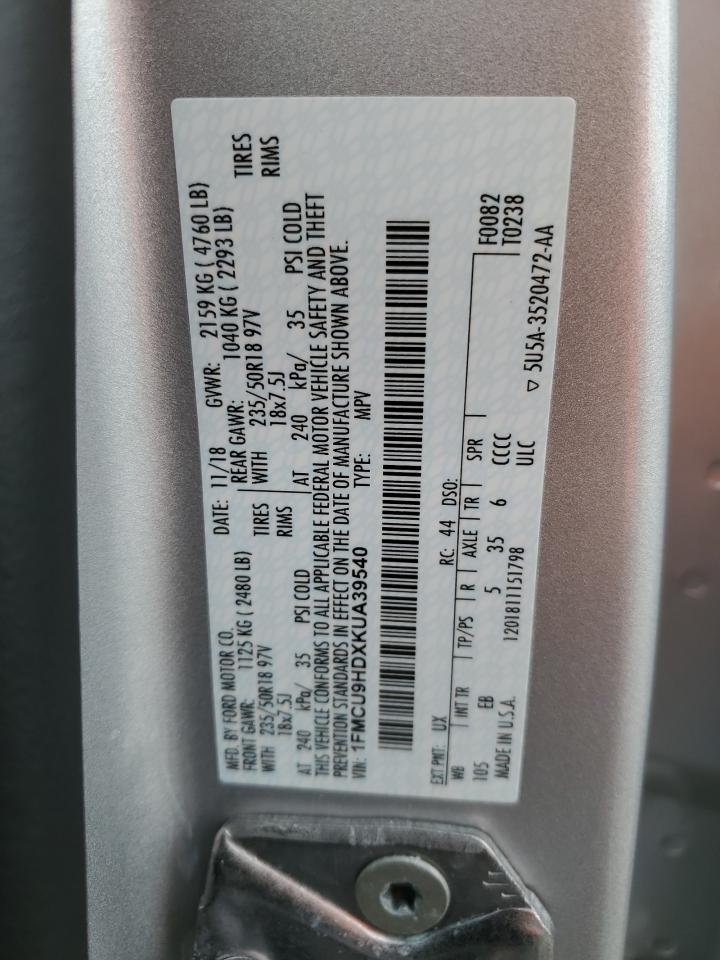 MFD. BY FORD MOTOR CO. DATE: 11/18 GVWR: 2159 KG ( 4760 LB)
FRONT GAWR: 1125 KG ( 2480 LB) REAR GAWR: 1040 KG ( 2293 LB)
WITH 235/50R18 97V TIRES WITH 235/50R18 97V TIRES
18x7.5J RIMS 18x7.5J RIMS
AT 240 kPa/ 35 PSI COLD AT 240 kPa/ 35 PSI COLD
THIS VEHICLE CONFORMS TO ALL APPLICABLE FEDERAL MOTOR VEHICLE SAFETY AND THEFT
PREVENTION STANDARDS IN EFFECT ON THE DATE OF MANUFACTURE SHOWN ABOVE.
VIN: 1FMCU9HDXKUA39540 TYPE: MPV
EXT PNT: UX RC: 44 DSO: F0082
WB INT TR TP/PS R AXLE TR SPR T0238
105 EB 5 35 6 CCCC
MADE IN U.S.A. 1201811151798 ULC ▽ 5U5A-3520472-AA